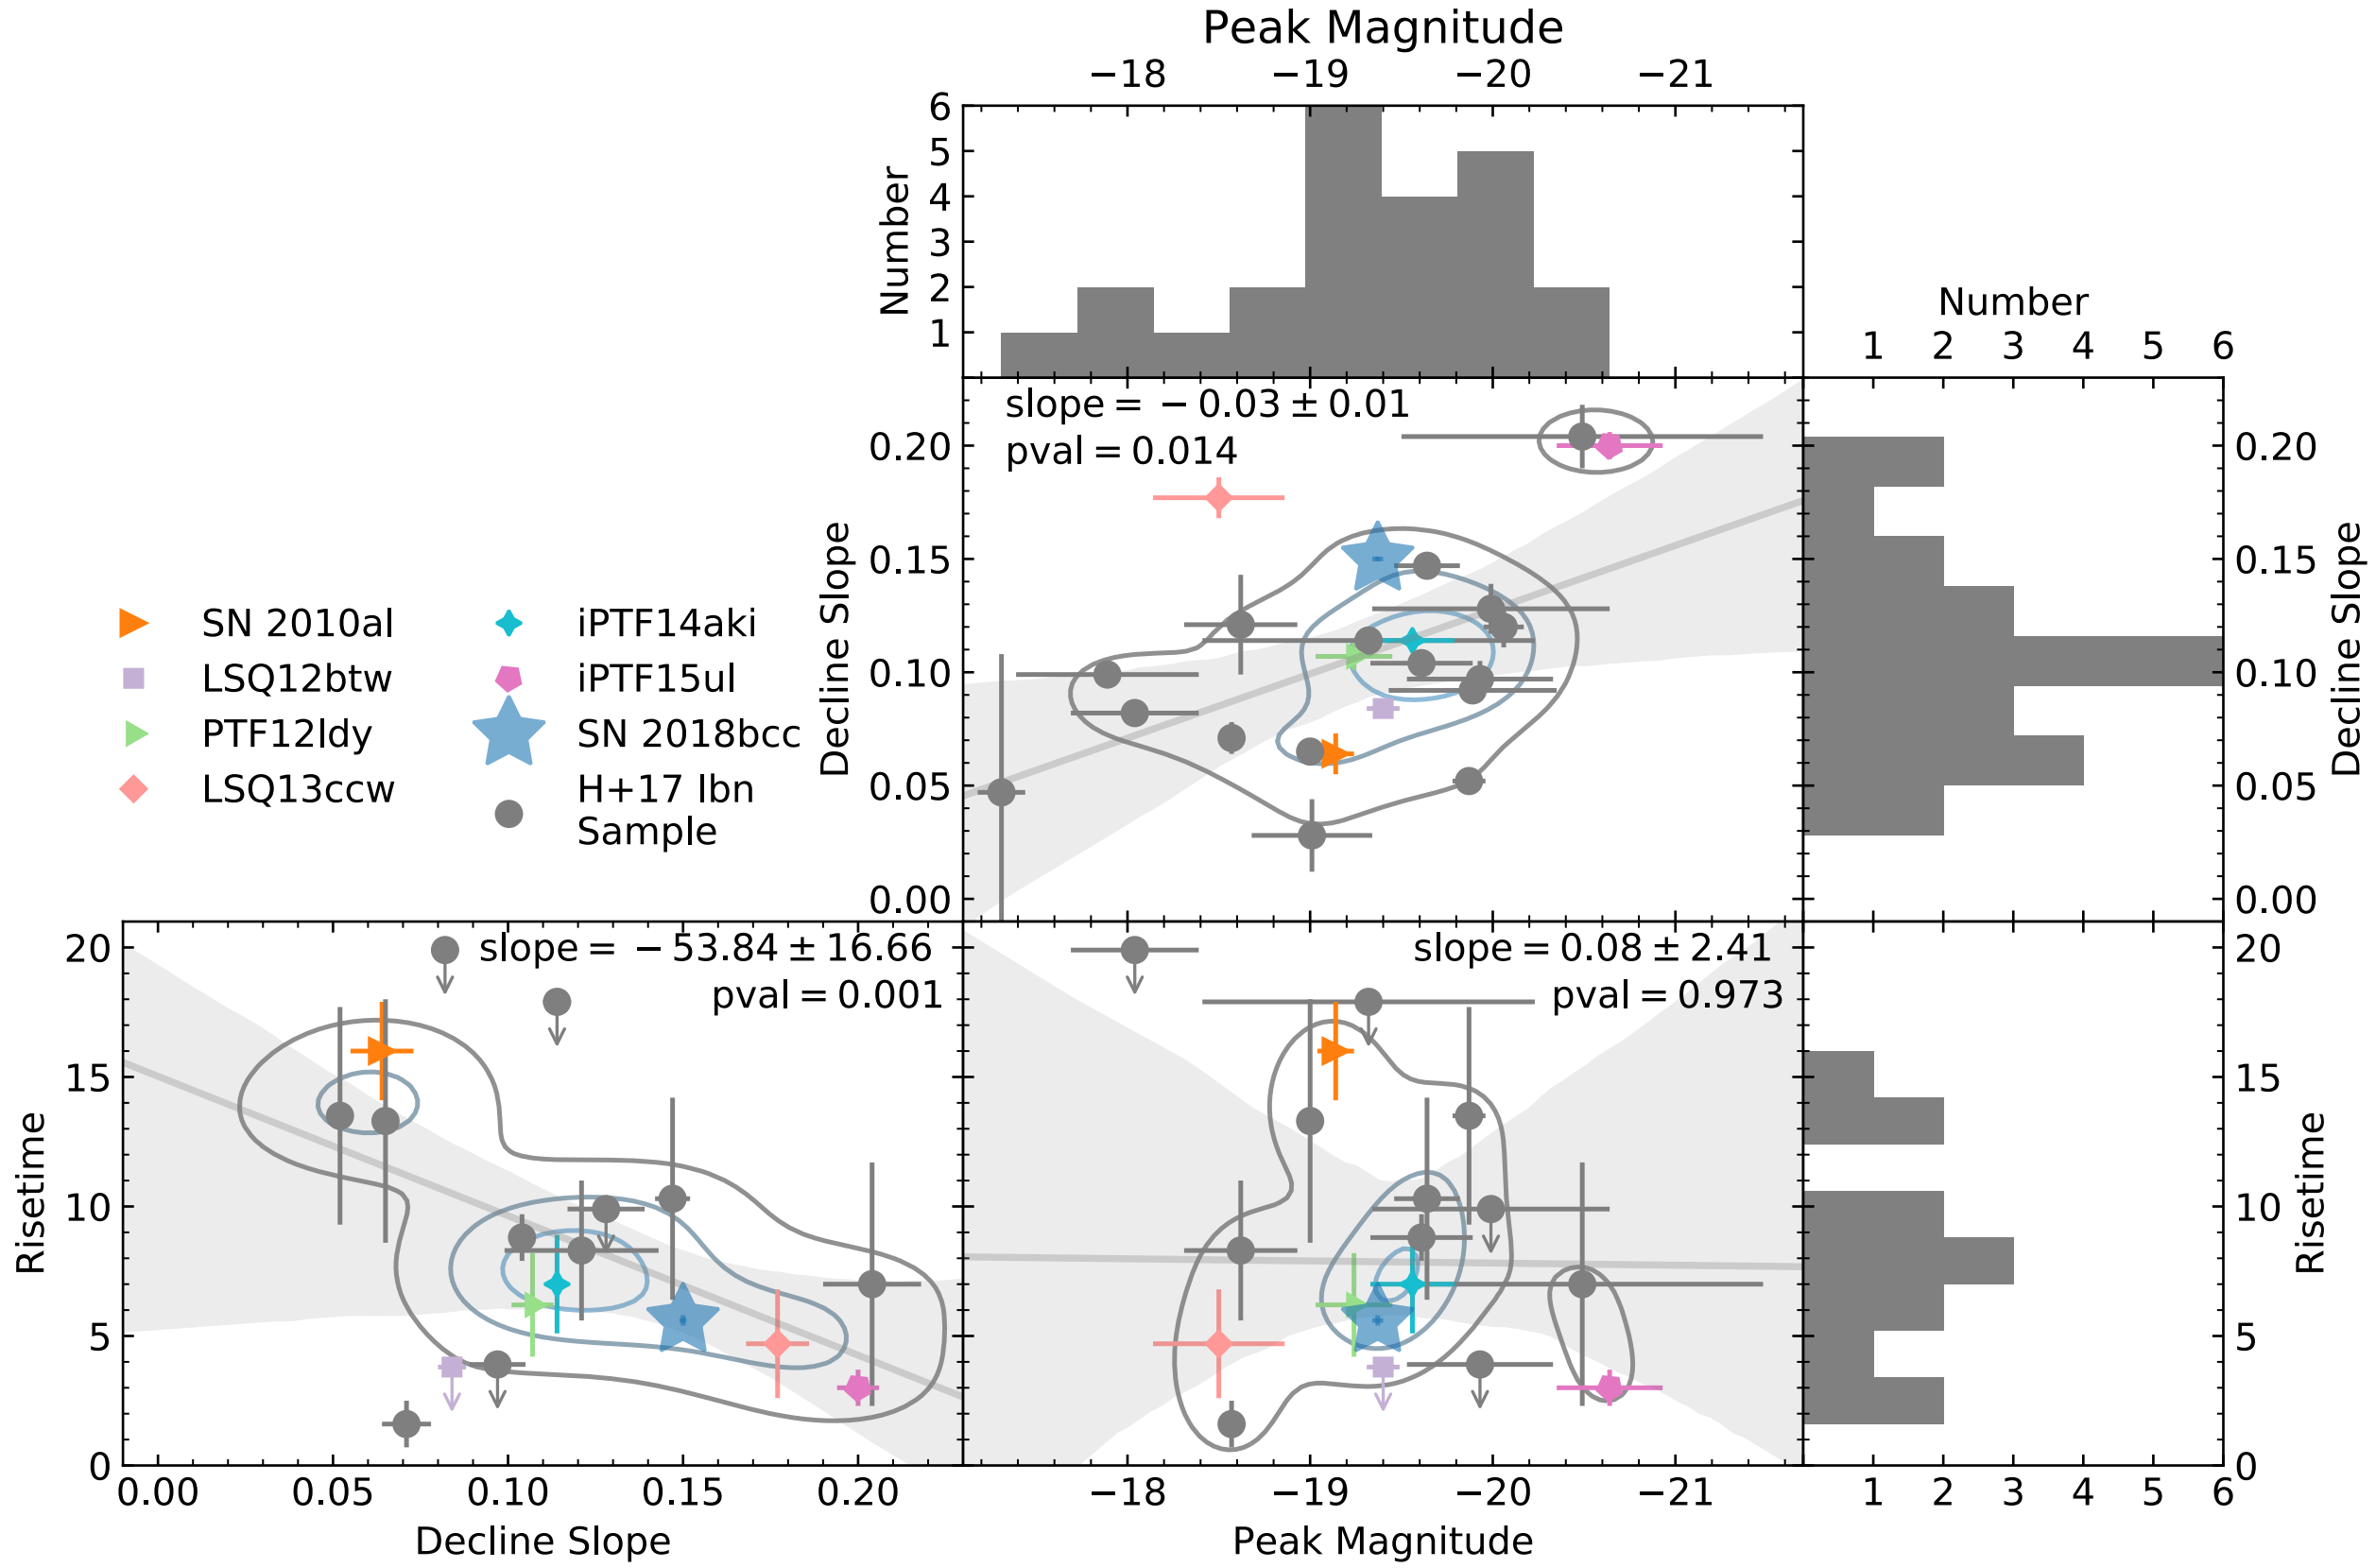 Peak Magnitude
−18 −19 −20 −21
6
5
4
3
2
1
Number
Number
1 2 3 4 5 6
slope = −0.03 ± 0.01
pval = 0.014
0.20
0.15
0.10
0.05
0.00
Decline Slope
0.20
0.15
0.10
0.05
0.00
Decline Slope
SN 2010al
LSQ12btw
PTF12ldy
LSQ13ccw
iPTF14aki
iPTF15ul
SN 2018bcc
H+17 Ibn
Sample
20
15
10
5
0
Risetime
slope = −53.84 ± 16.66
pval = 0.001
slope = 0.08 ± 2.41
pval = 0.973
20
15
10
5
0
Risetime
0.00 0.05 0.10 0.15 0.20
Decline Slope
−18 −19 −20 −21
Peak Magnitude
1 2 3 4 5 6